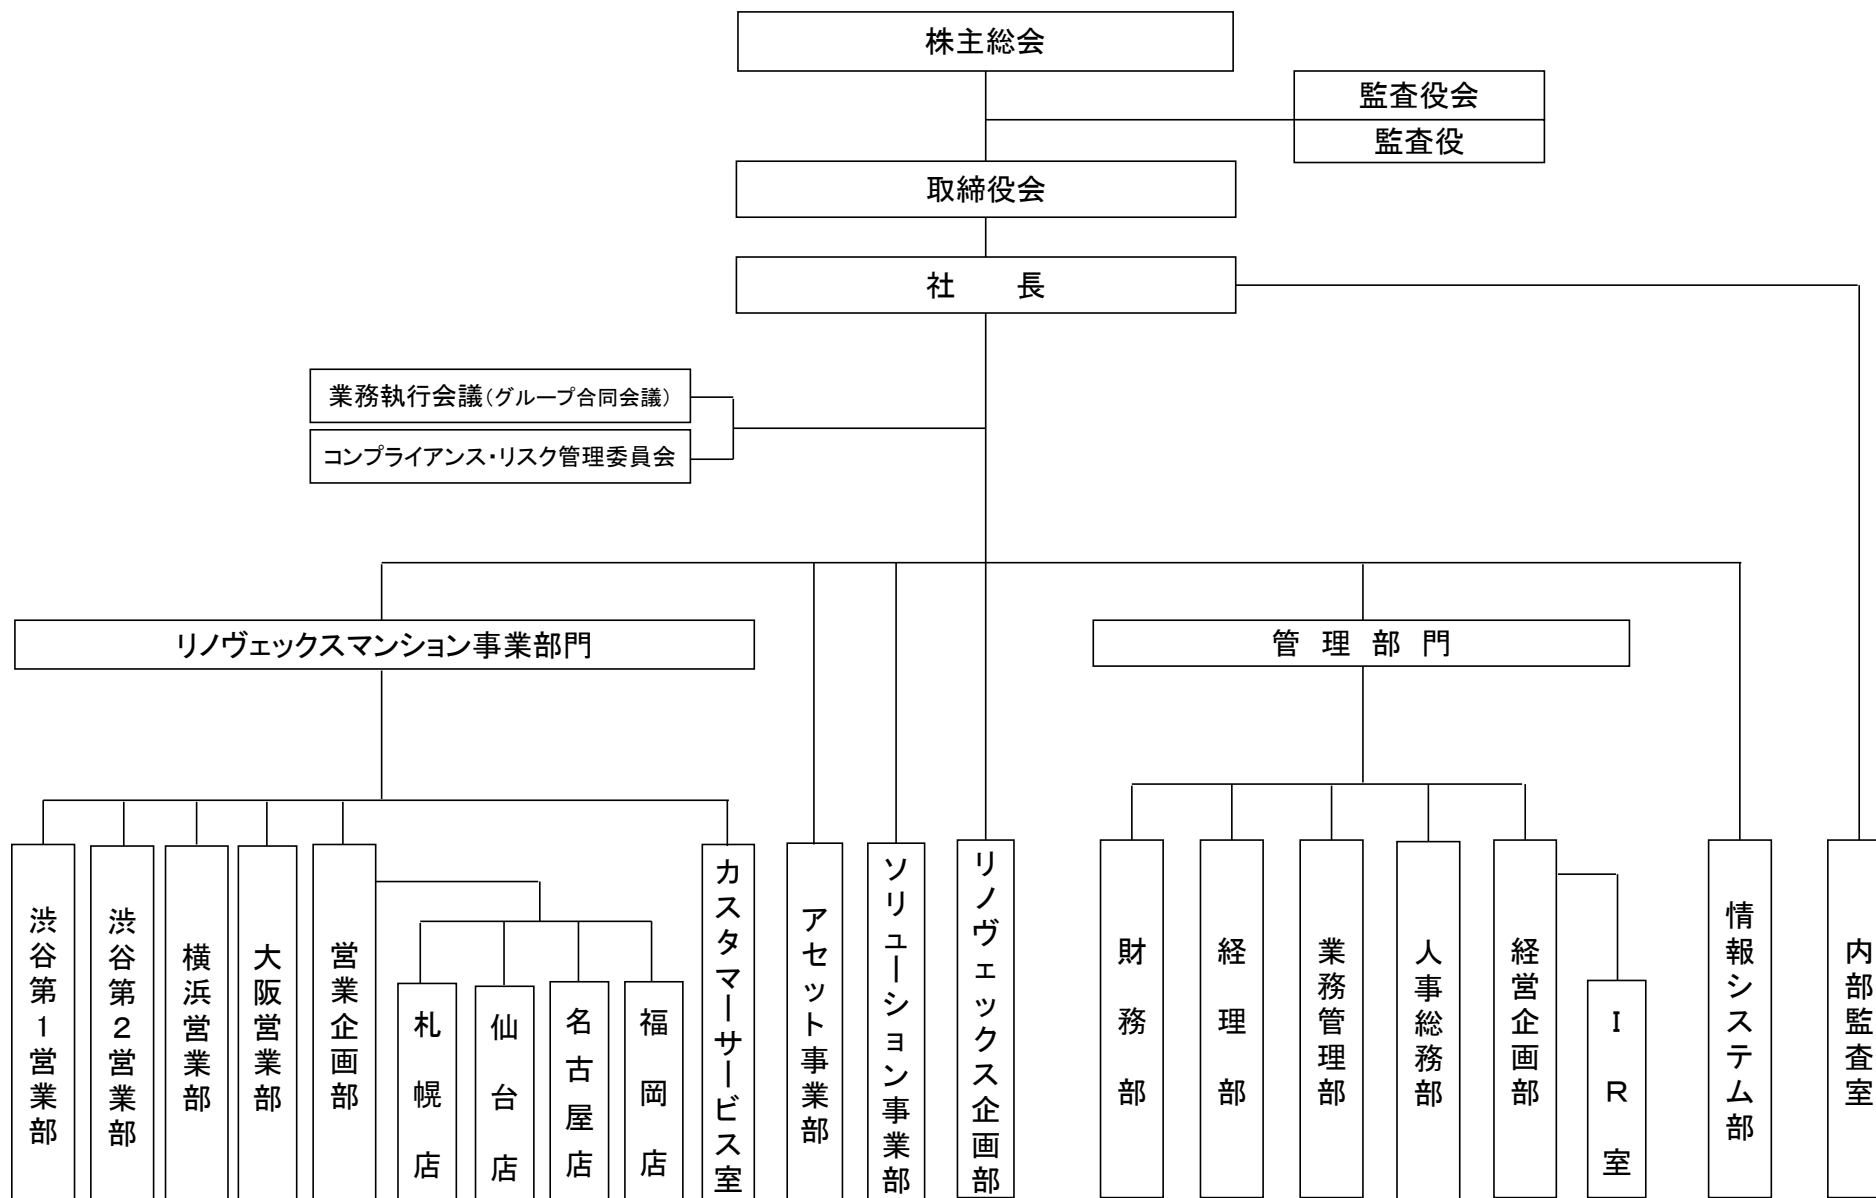 株主総会
監査役会
監査役
取締役会
社　　長
業務執行会議(グループ合同会議)
コンプライアンス・リスク管理委員会
リノヴェックスマンション事業部門
管 理 部 門
渋谷第1営業部
渋谷第2営業部
横浜営業部
大阪営業部
営業企画部
札幌店
仙台店
名古屋店
福岡店
カスタマーサービス室
アセット事業部
ソリューション事業部
リノヴェックス企画部
財務部
経理部
業務管理部
人事総務部
経営企画部
IR室
情報システム部
内部監査室